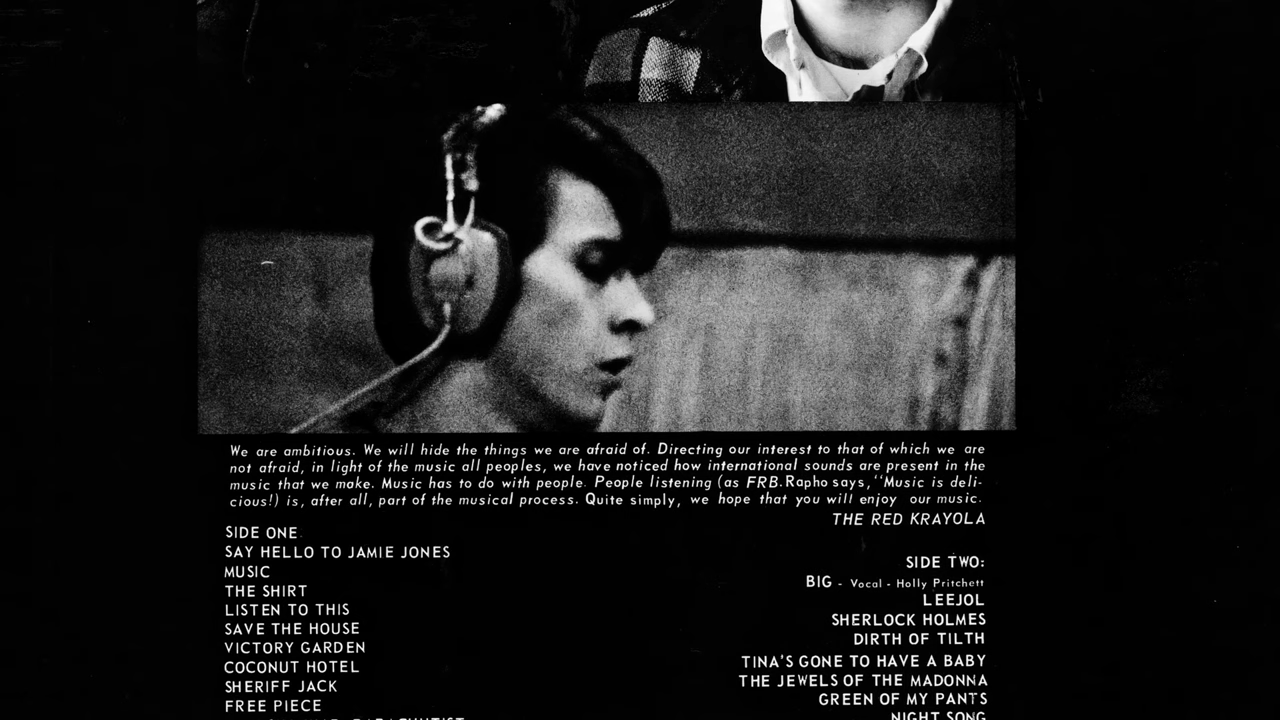 We are ambitious. We will hide the things we are afraid of. Directing our interest to that of which we are
not afraid, in light of the music all peoples, we have noticed how international sounds are present in the
music that we make. Music has to do with people. People listening (as FRB.Rapho says,"Music is deli-
cious!) is, after all, part of the musical process. Quite simply, we hope that you will enjoy our music.
THE RED KRAYOLA
SIDE ONE
SAY HELLO TO JAMIE JONES
MUSIC
THE SHIRT
LISTEN TO THIS
SAVE THE HOUSE
VICTORY GARDEN
COCONUT HOTEL
SHERIFF JACK
FREE PIECE
SIDE TWO:
BIG - Vocal - Holly Pritchett
LEEJOL
SHERLOCK HOLMES
DIRTH OF TILTH
TINA'S GONE TO HAVE A BABY
THE JEWELS OF THE MADONNA
GREEN OF MY PANTS
NIGHT SONG